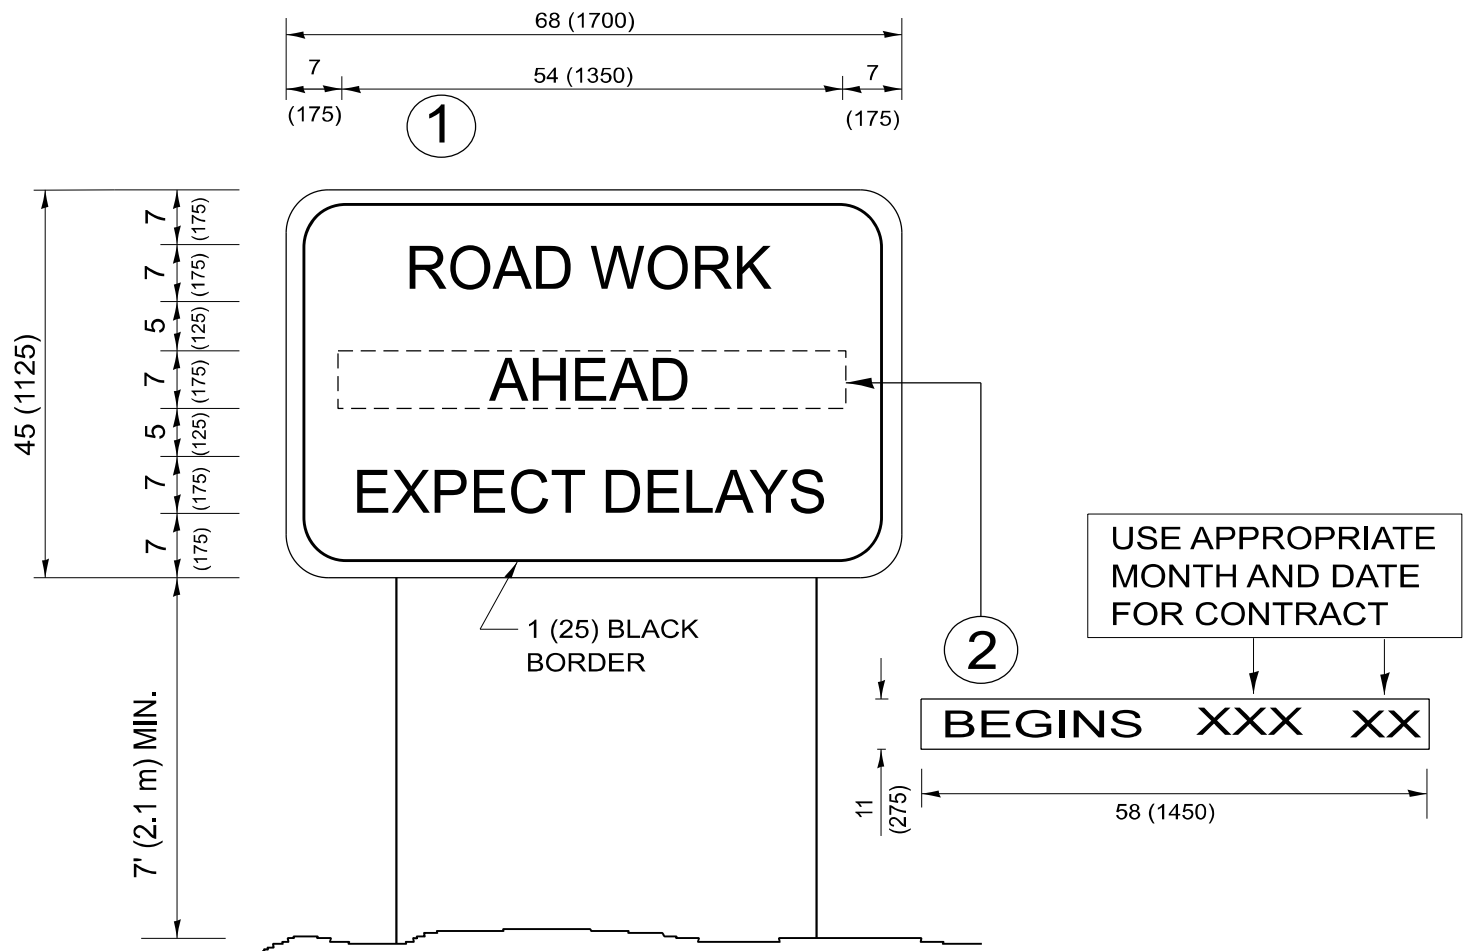 68 (1700)
7
54 (1350)
7
(175)
(175)
1
7
(175)
7
(175)
5
(125)
7
(175)
5
(125)
7
(175)
7
(175)
45 (1125)
ROAD WORK
AHEAD
EXPECT DELAYS
1 (25) BLACK
BORDER
7' (2.1 m) MIN.
2
USE APPROPRIATE
MONTH AND DATE
FOR CONTRACT
BEGINS XXX XX
11
(275)
58 (1450)